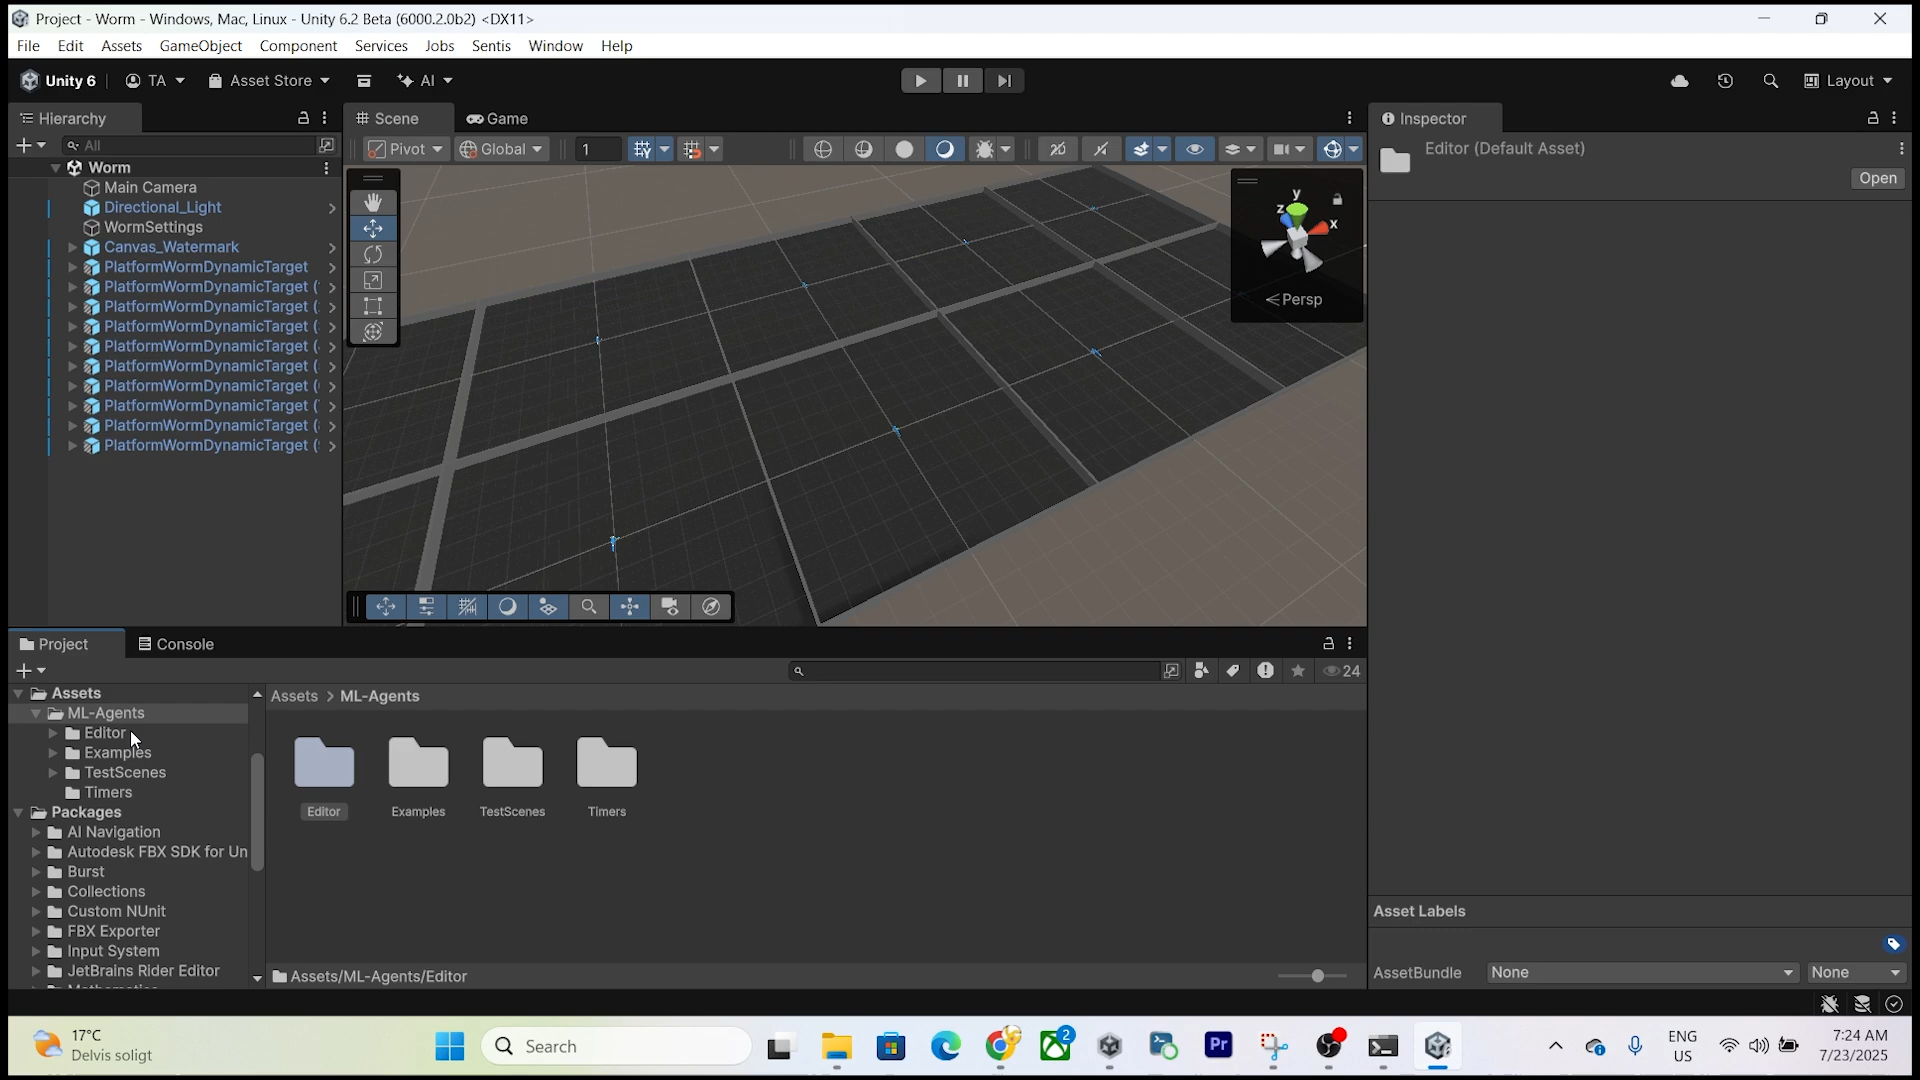 Project - Worm - Windows, Mac, Linux - Unity 6.2 Beta (6000.2.0b2) <DX11>
File Edit Assets GameObject Component Services Jobs Sentis Window Help
Unity 6 TA Asset Store AI Layout
Hierarchy
Scene
Game
Inspector
All
Pivot
Global
1
Editor (Default Asset)
Open
Worm
Main Camera
Directional_Light
WormSettings
Canvas_Watermark
PlatformWormDynamicTarget
PlatformWormDynamicTarget (
PlatformWormDynamicTarget (
PlatformWormDynamicTarget (
PlatformWormDynamicTarget (
PlatformWormDynamicTarget (
PlatformWormDynamicTarget (
PlatformWormDynamicTarget (
PlatformWormDynamicTarget (
PlatformWormDynamicTarget (
y
z
x
Persp
Project
Console
24
Assets
ML-Agents
Editor
Examples
TestScenes
Timers
Packages
AI Navigation
Autodesk FBX SDK for Un
Burst
Collections
Custom NUnit
FBX Exporter
Input System
JetBrains Rider Editor
Assets > ML-Agents
Editor
Examples
TestScenes
Timers
Assets/ML-Agents/Editor
Asset Labels
AssetBundle None None
17°C
Delvis soligt
Search
2
Pr
ENG
US
7:24 AM
7/23/2025